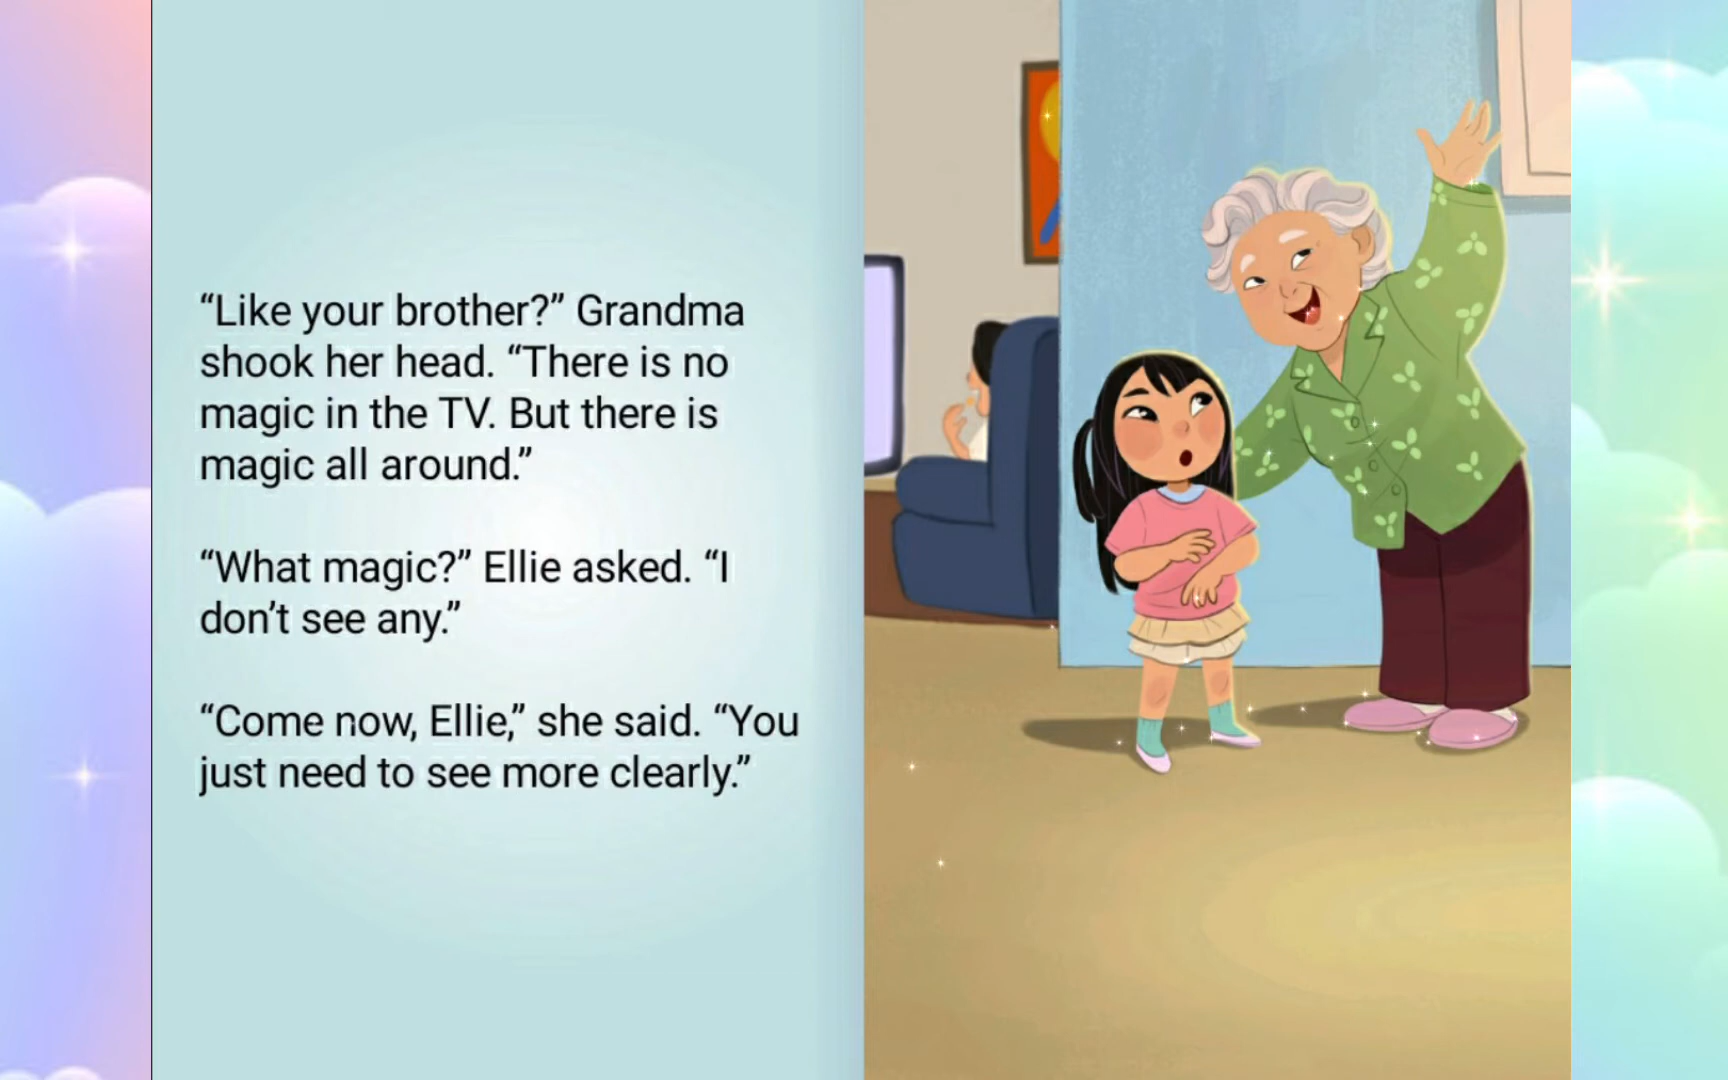 “Like your brother?” Grandma
shook her head. “There is no
magic in the TV. But there is
magic all around.”
“What magic?” Ellie asked. “I
don’t see any.”
“Come now, Ellie,” she said. “You
just need to see more clearly.”